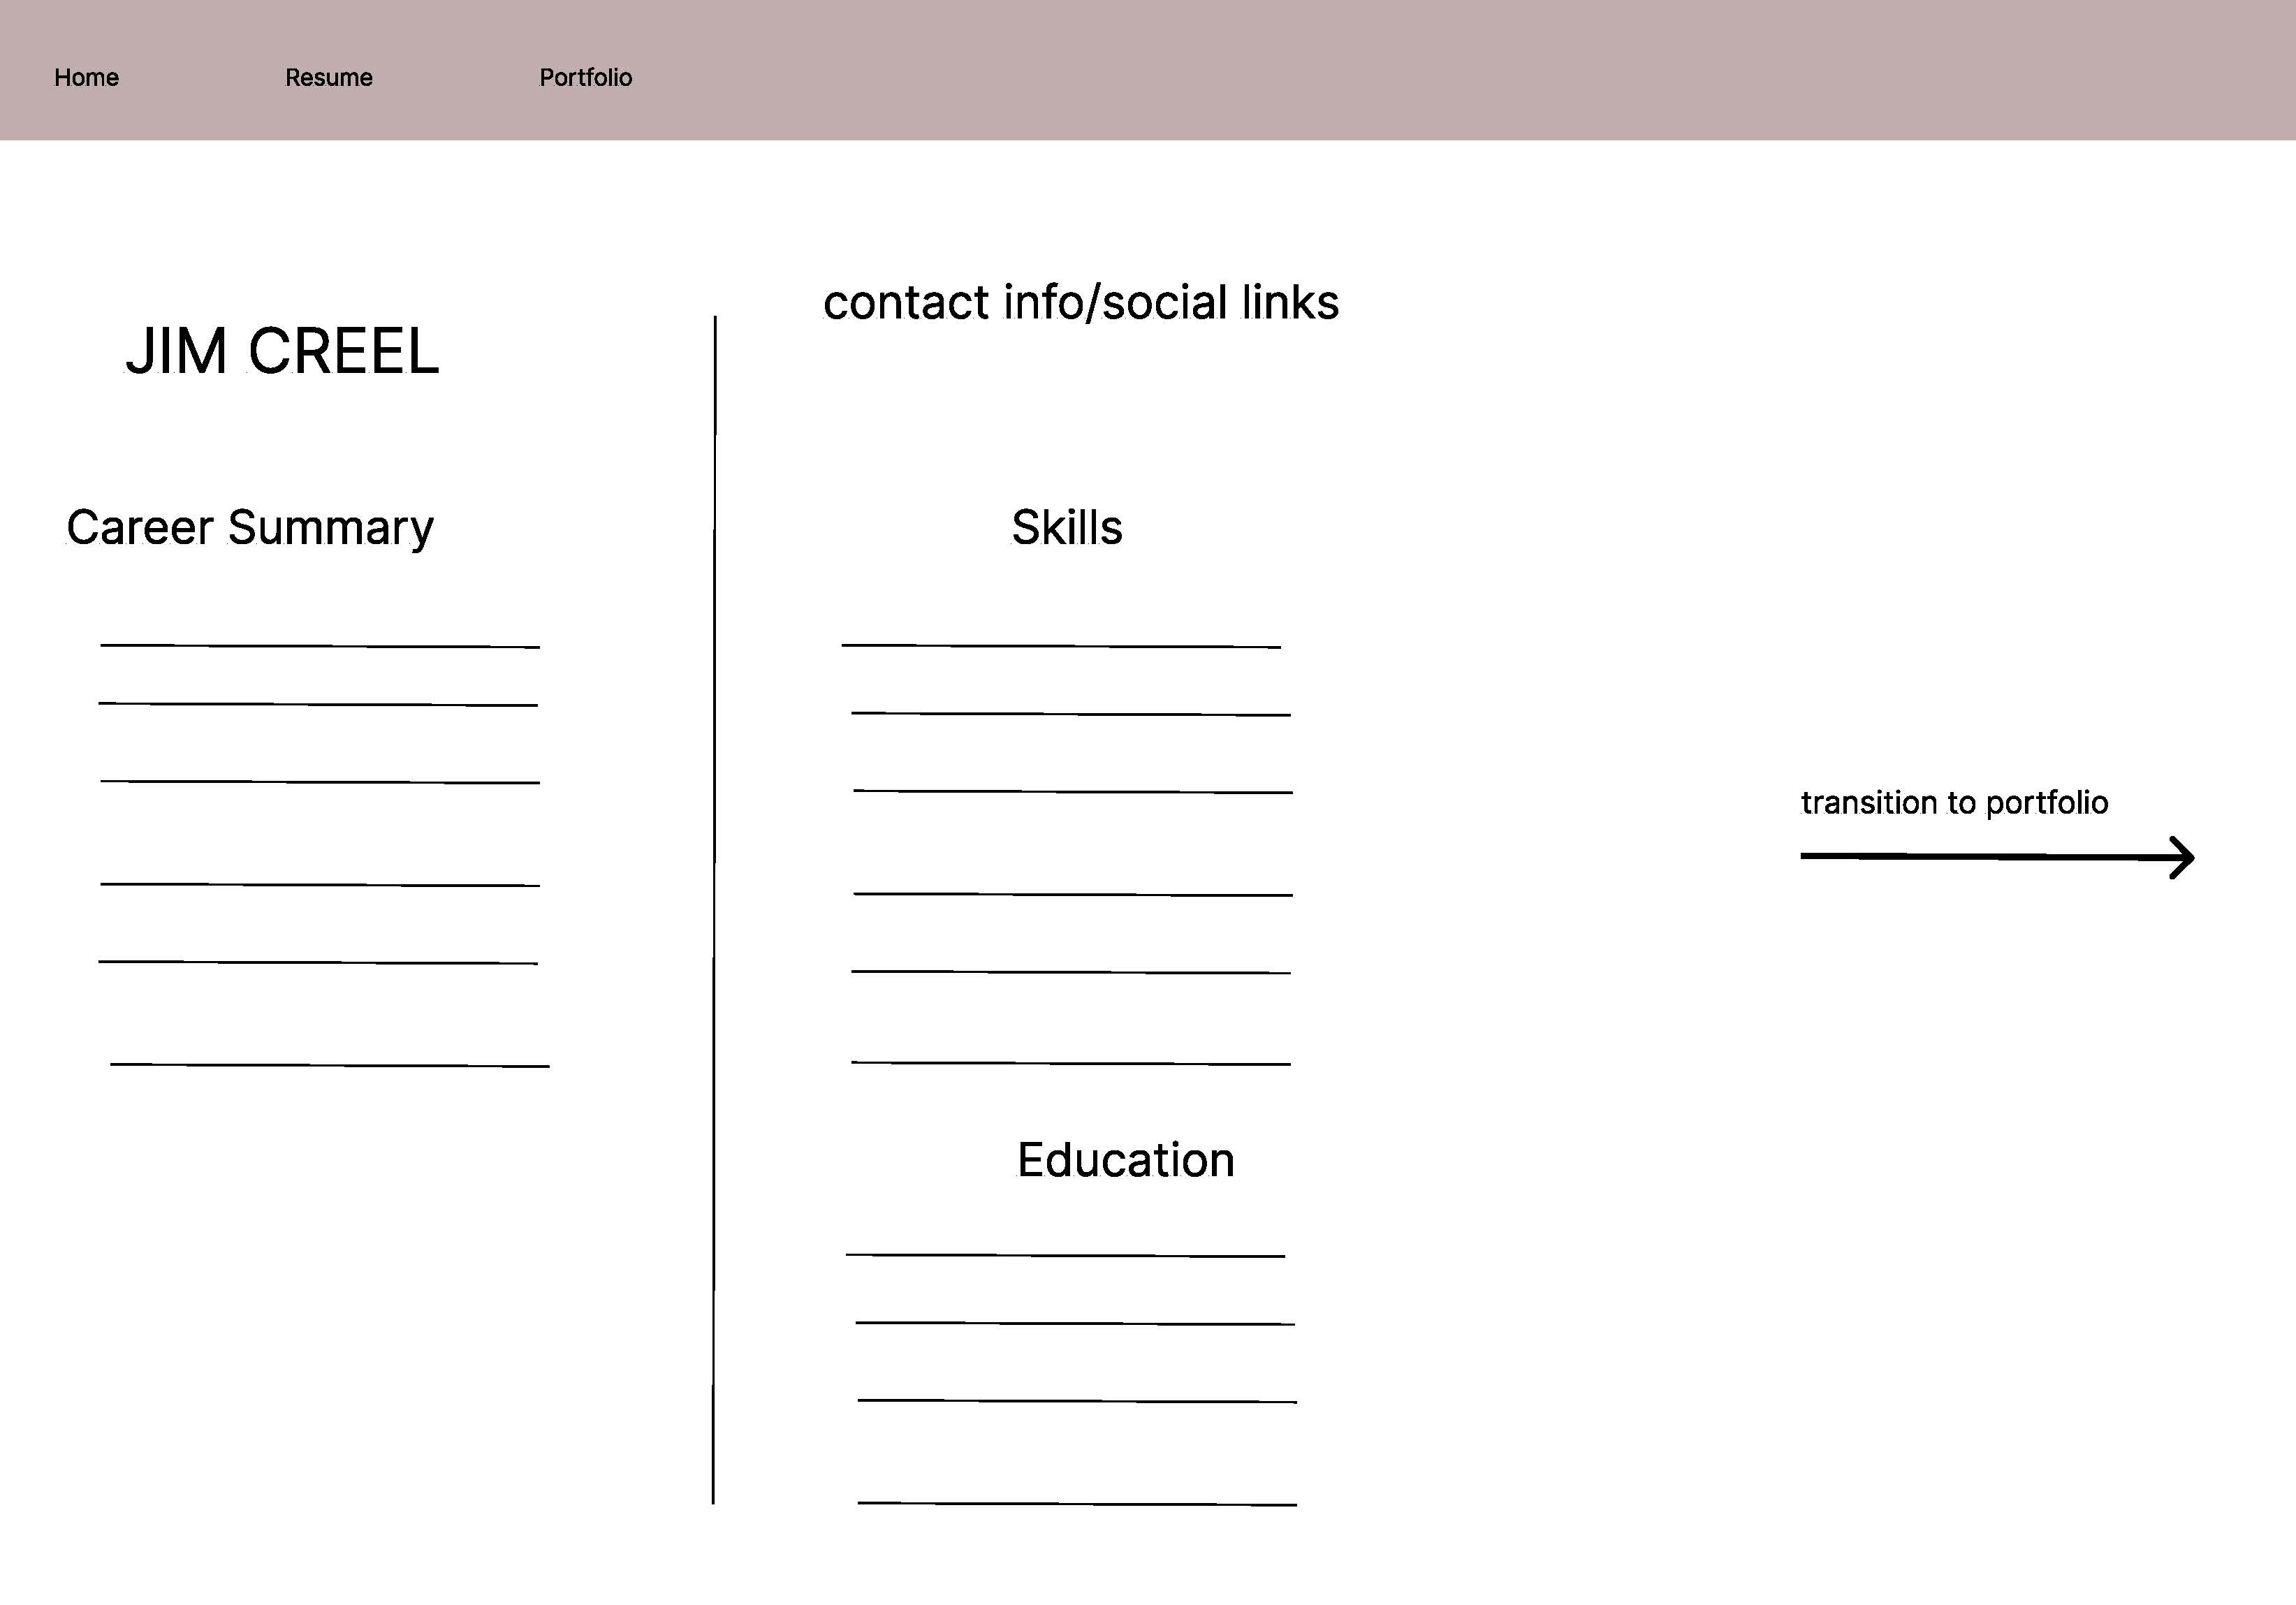 Home Resume Portfolio
JIM CREEL
contact info/social links
Career Summary
Skills
transition to portfolio
Education